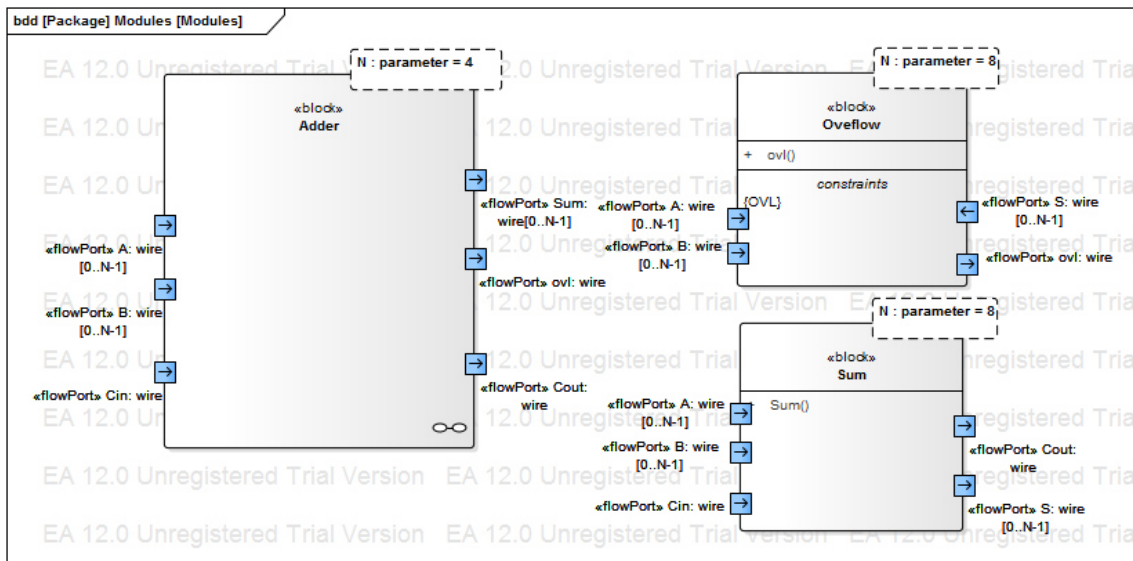 bdd [Package] Modules [Modules]
N : parameter = 4
«block»
Adder
«flowPort» A: wire
[0..N-1]
«flowPort» B: wire
[0..N-1]
«flowPort» Cin: wire
«flowPort» Sum:
wire[0..N-1]
«flowPort» ovl: wire
«flowPort» Cout:
wire
N : parameter = 8
«block»
Oveflow
+ ovl()
constraints
{OVL}
«flowPort» A: wire
[0..N-1]
«flowPort» B: wire
[0..N-1]
«flowPort» S: wire
[0..N-1]
«flowPort» ovl: wire
N : parameter = 8
«block»
Sum
+ Sum()
«flowPort» A: wire
[0..N-1]
«flowPort» B: wire
[0..N-1]
«flowPort» Cin: wire
«flowPort» Cout:
wire
«flowPort» S: wire
[0..N-1]
EA 12.0 Unregistered Trial Version